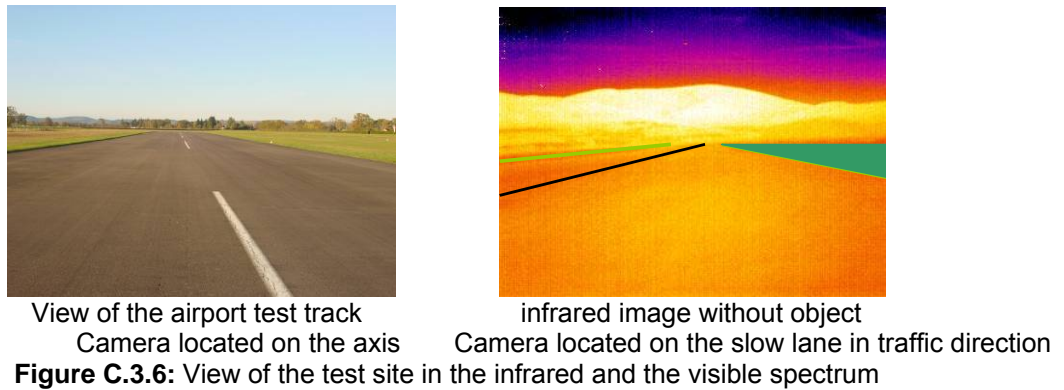 View of the airport test track infrared image without object
Camera located on the axis Camera located on the slow lane in traffic direction
Figure C.3.6: View of the test site in the infrared and the visible spectrum